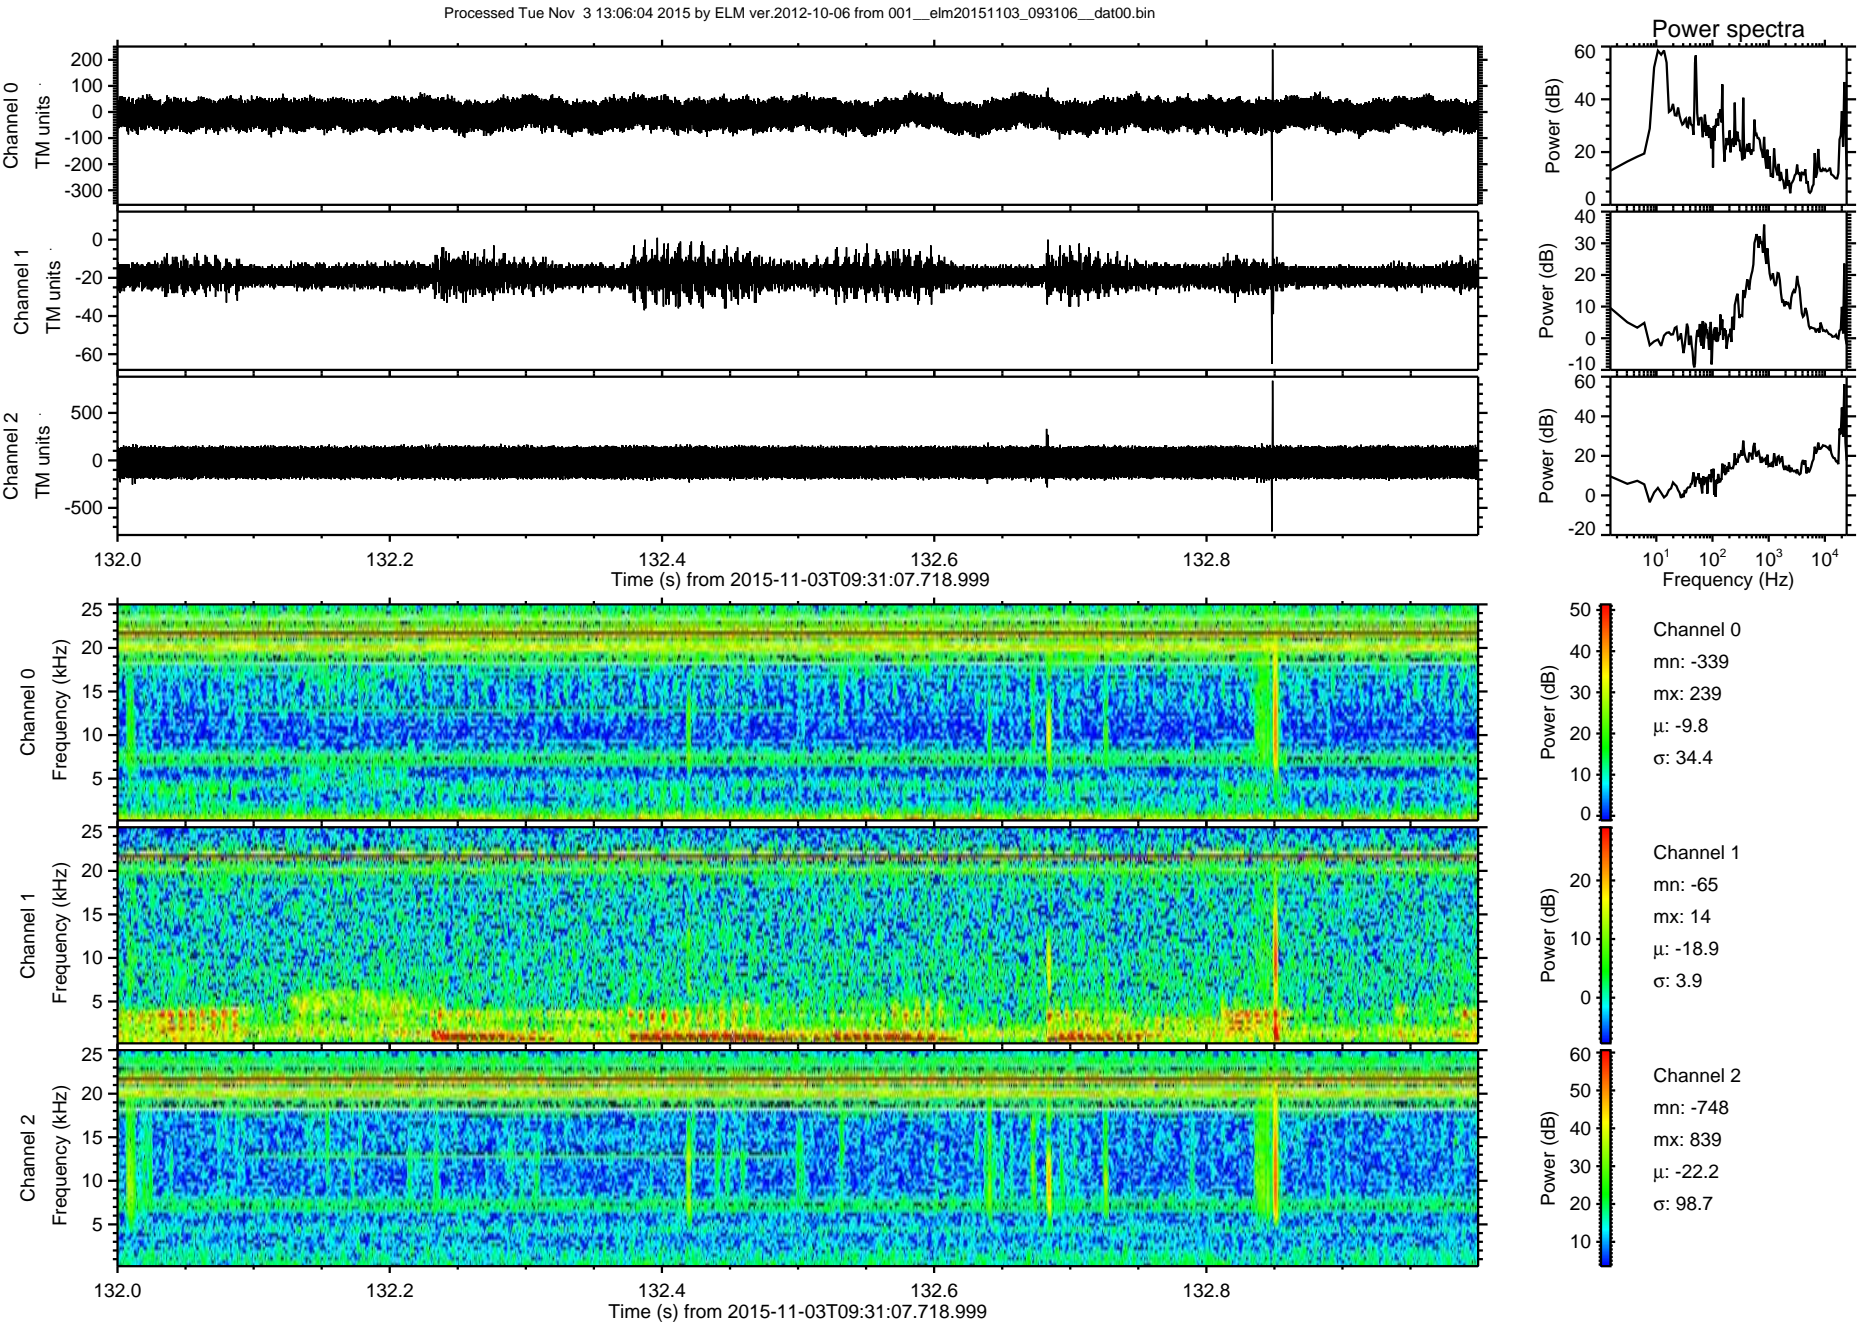 Processed Tue Nov  3 13:06:04 2015 by ELM ver.2012-10-06 from 001__elm20151103_093106__dat00.bin
Power spectra
Channel 0
TM units
200
100
0
-100
-200
-300
Power (dB)
60
40
20
0
Channel 1
TM units
0
-20
-40
-60
Power (dB)
40
30
20
10
0
-10
Channel 2
TM units
500
0
-500
Power (dB)
60
40
20
0
-20
132.0 132.2 132.4 132.6 132.8
Time (s) from 2015-11-03T09:31:07.718.999
10¹ 10² 10³ 10⁴
Frequency (Hz)
Channel 0
Frequency (kHz)
25
20
15
10
5
Power (dB)
50
40
30
20
10
0
Channel 0
mn: -339
mx: 239
μ: -9.8
σ: 34.4
Channel 1
Frequency (kHz)
25
20
15
10
5
Power (dB)
20
10
0
Channel 1
mn: -65
mx: 14
μ: -18.9
σ: 3.9
Channel 2
Frequency (kHz)
25
20
15
10
5
Power (dB)
60
50
40
30
20
10
Channel 2
mn: -748
mx: 839
μ: -22.2
σ: 98.7
132.0 132.2 132.4 132.6 132.8
Time (s) from 2015-11-03T09:31:07.718.999